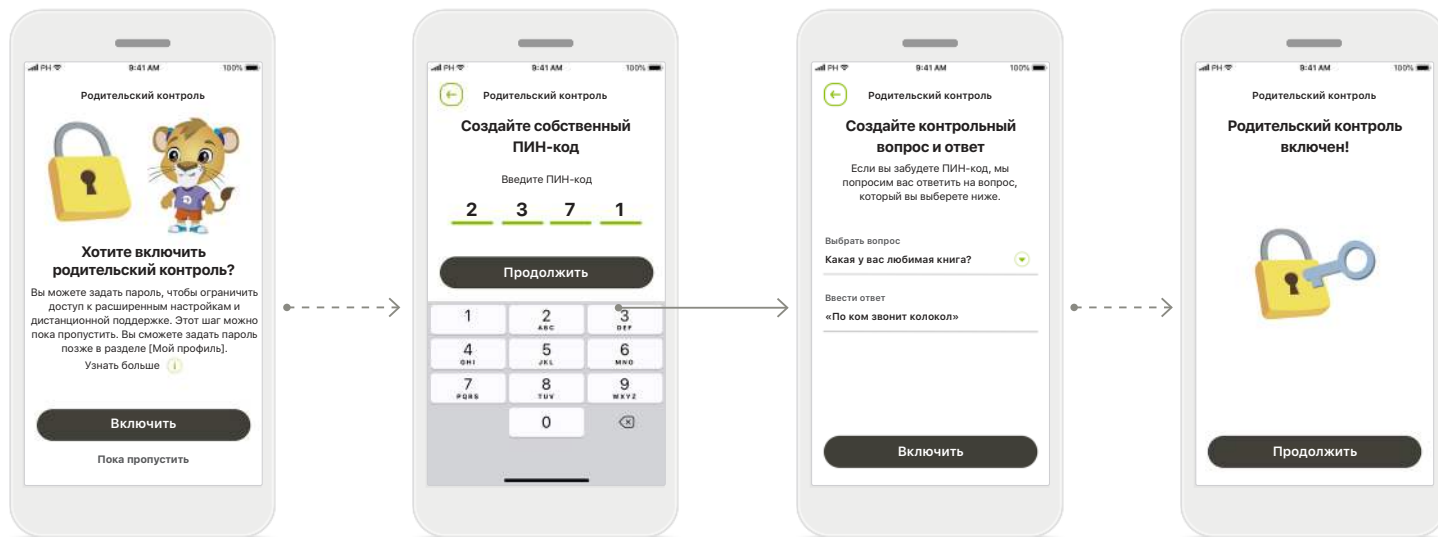 PH 9:41 AM 100%
Родительский контроль
Хотите включить
родительский контроль?
Вы можете задать пароль, чтобы ограничить
доступ к расширенным настройкам и
дистанционной поддержке. Этот шаг можно
пока пропустить. Вы сможете задать пароль
позже в разделе [Мой профиль].
Узнать больше i
Включить
Пока пропустить
PH 9:41 AM 100%
Родительский контроль
Создайте собственный
ПИН-код
Введите ПИН-код
2 3 7 1
Продолжить
1 2 3
ABC DEF
4 5 6
GHI JKL MNO
7 8 9
PQRS TUV WXYZ
0
PH 9:41 AM 100%
Родительский контроль
Создайте контрольный
вопрос и ответ
Если вы забудете ПИН-код, мы
попросим вас ответить на вопрос,
который вы выберете ниже.
Выбрать вопрос
Какая у вас любимая книга?
Ввести ответ
«По ком звонит колокол»
Включить
PH 9:41 AM 100%
Родительский контроль
Родительский контроль
включен!
Продолжить